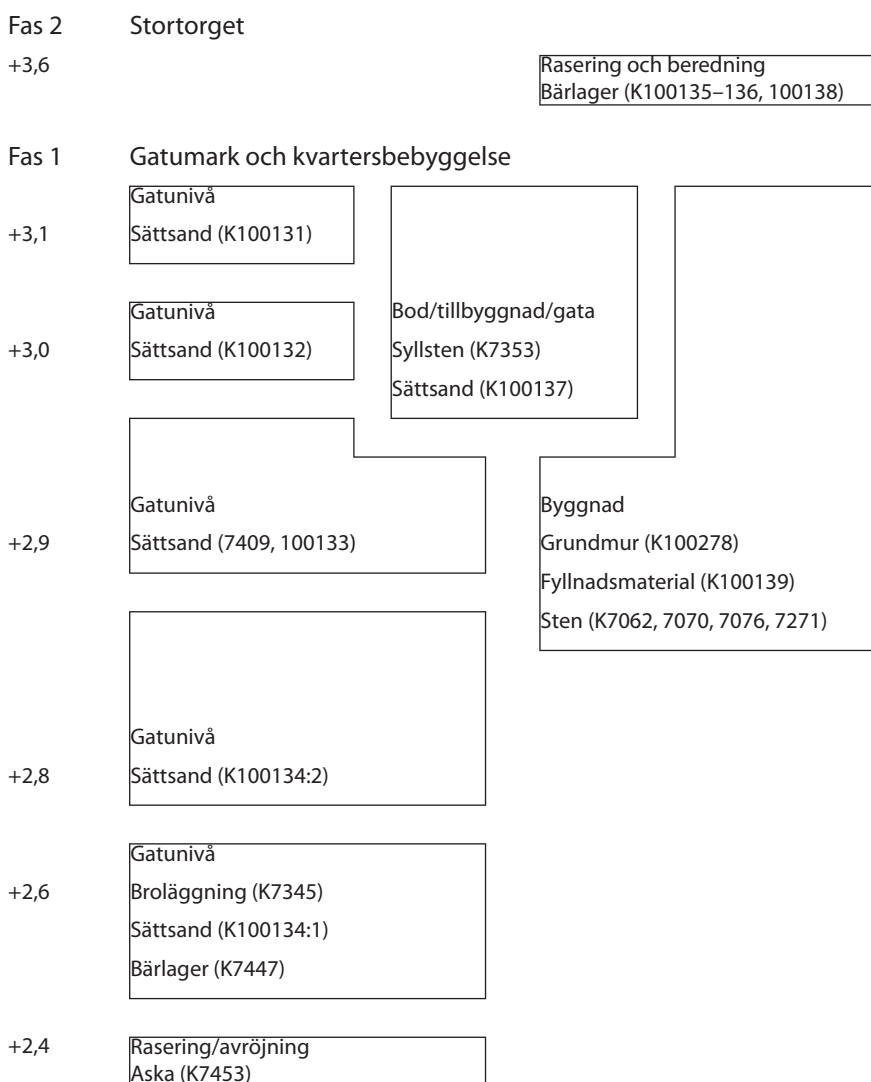 Fas 2 Stortorget
+3,6
Rasering och beredning
Bärlager (K100135–136, 100138)
Fas 1 Gatumark och kvartersbebyggelse
Gatunivå
+3,1 Sättsand (K100131)
Gatunivå
+3,0 Sättsand (K100132)
Bod/tillbyggnad/gata
Syllsten (K7353)
Sättsand (K100137)
Gatunivå
+2,9 Sättsand (7409, 100133)
Byggnad
Grundmur (K100278)
Fyllnadsmaterial (K100139)
Sten (K7062, 7070, 7076, 7271)
Gatunivå
+2,8 Sättsand (K100134:2)
Gatunivå
+2,6 Broläggning (K7345)
Sättsand (K100134:1)
Bärlager (K7447)
+2,4 Rasering/avröjning
Aska (K7453)